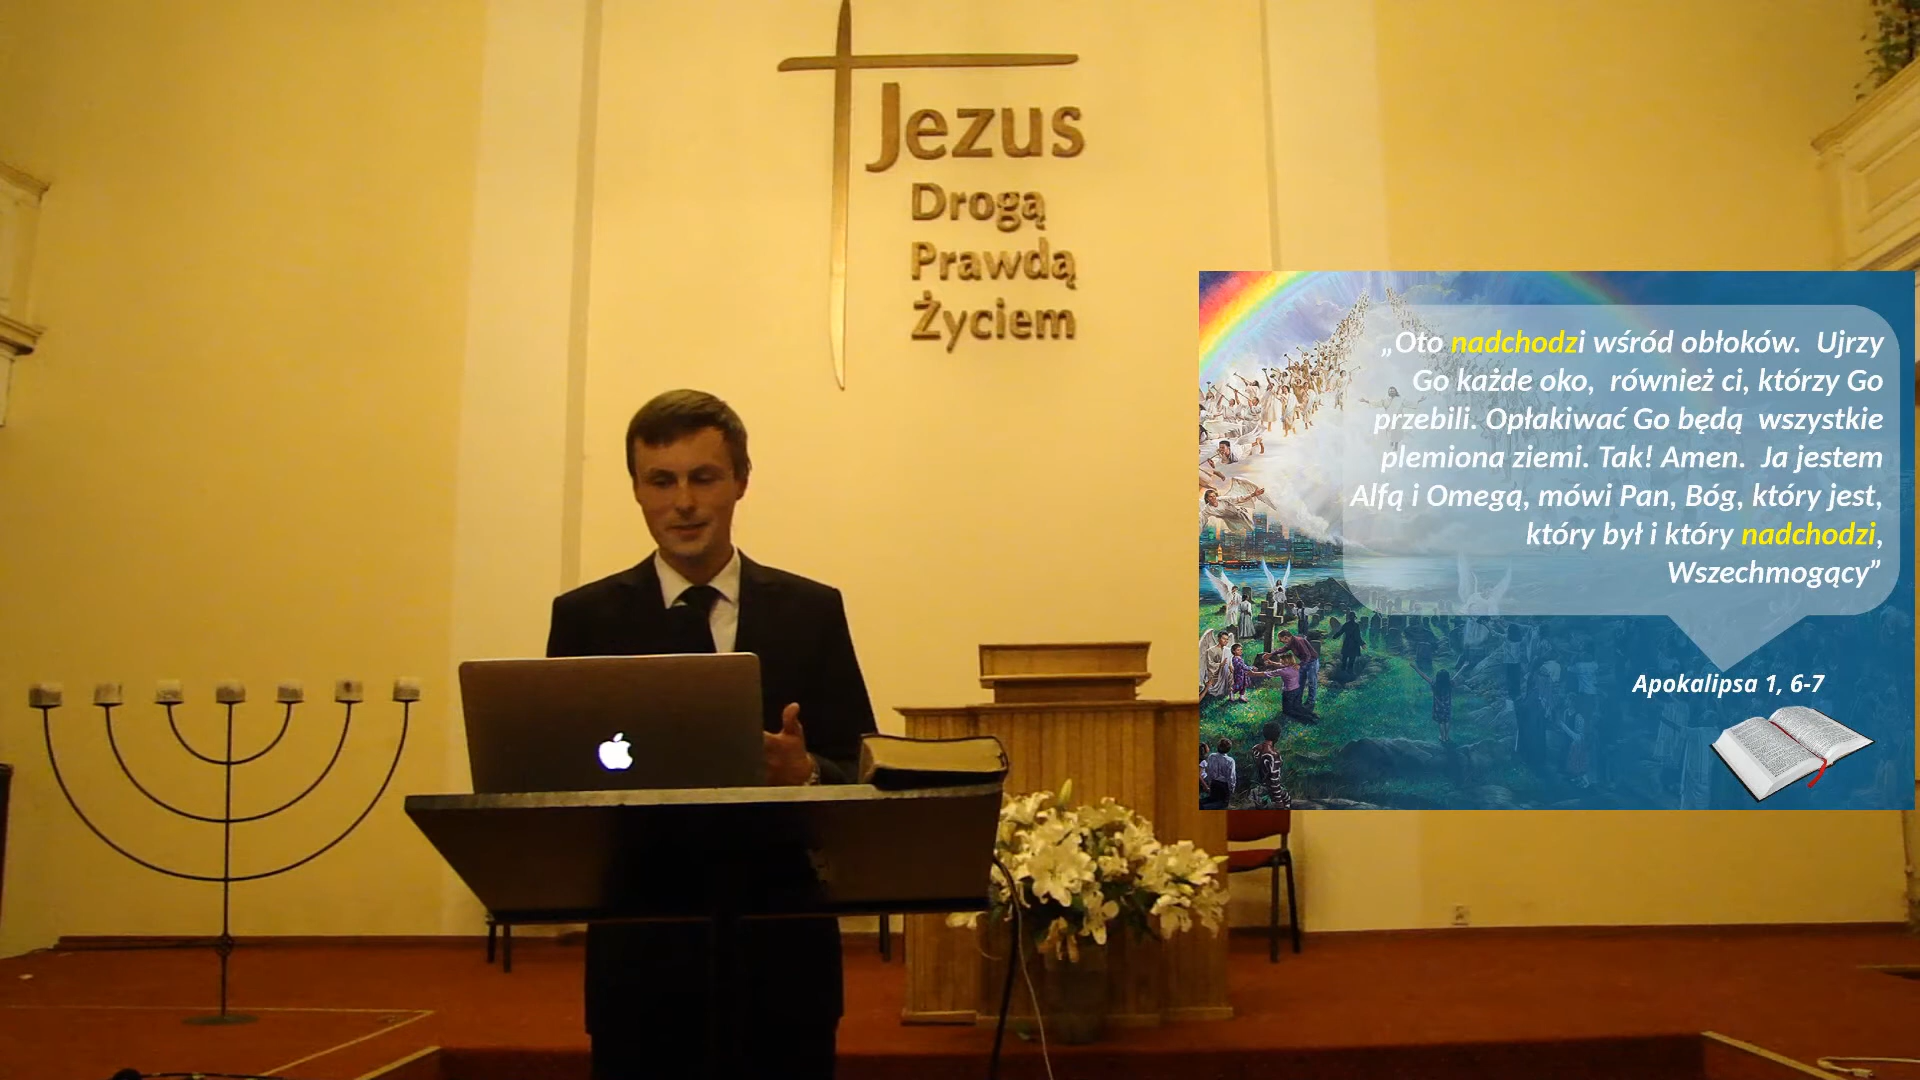 Jezus
Drogą
Prawdą
Życiem
„Oto nadchodzi wśród obłoków. Ujrzy
Go każde oko, również ci, którzy Go
przebili. Opłakiwać Go będą wszystkie
plemiona ziemi. Tak! Amen. Ja jestem
Alfą i Omegą, mówi Pan, Bóg, który jest,
który był i który nadchodzi,
Wszechmogący”
Apokalipsa 1, 6-7